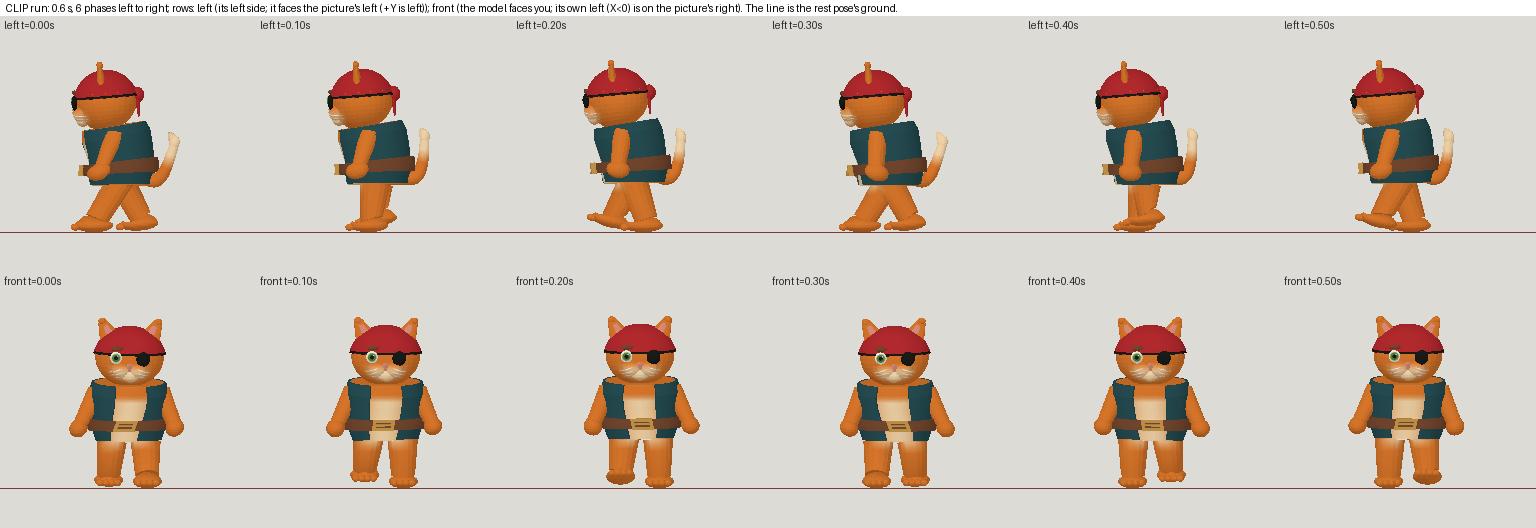 CLIP run: 0.6 s, 6 phases left to right; rows: left (its left side; it faces the picture's left (+Y is left)); front (the model faces you; its own left (X<0) is on the picture's right). The line is the rest pose's ground.
left t=0.00s left t=0.10s left t=0.20s left t=0.30s left t=0.40s left t=0.50s
front t=0.00s front t=0.10s front t=0.20s front t=0.30s front t=0.40s front t=0.50s